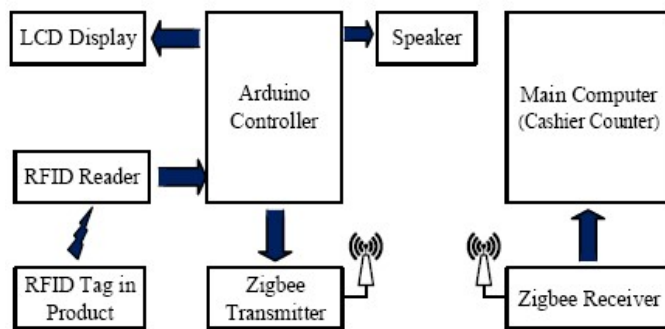 LCD Display
Arduino
Controller
Speaker
Main Computer
(Cashier Counter)
RFID Reader
RFID Tag in
Product
Zigbee
Transmitter
Zigbee Receiver